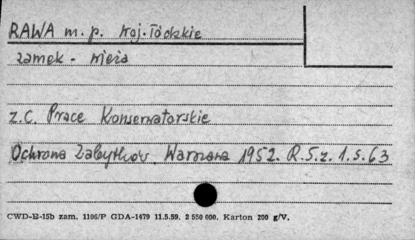 RAWA m. p. woj. łódzkie
zamek - wieża
z.c. Prace Konserwatorskie
Ochrona Zabytków Warszawa 1952. R.5.z.1.s.63
CWD-B-15b zam. 1106/P GDA-1479 11.5.59. 2 550 000. Karton 200 g/V.